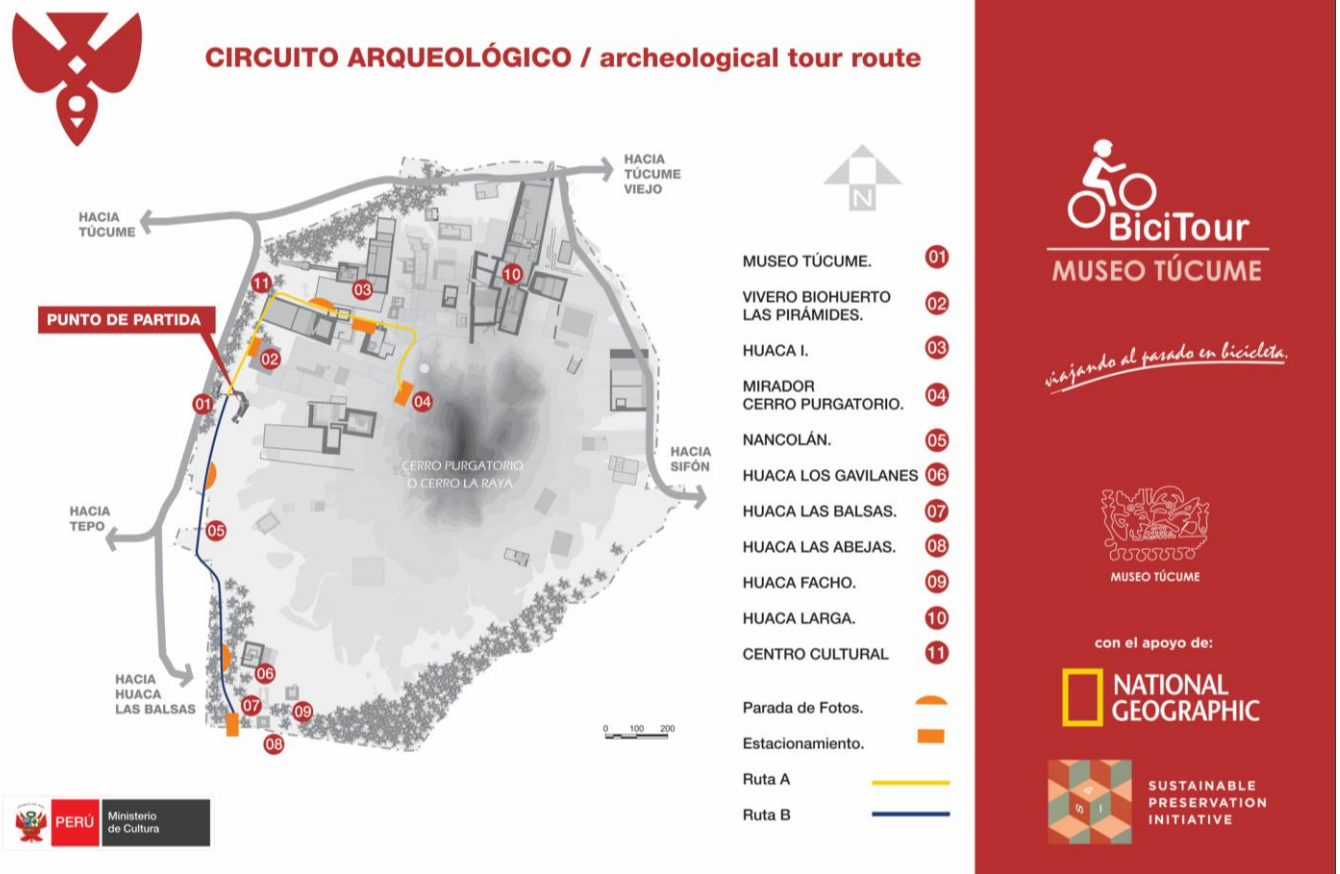 CIRCUITO ARQUEOLÓGICO / archeological tour route
HACIA
TÚCUME
VIEJO
HACIA
TÚCUME
PUNTO DE PARTIDA
HACIA
TEPO
HACIA
SIFÓN
HACIA
HUACA
LAS BALSAS
CERRO PURGATORIO
O CERRO LA RAYA
11
03
10
02
01
04
05
06
07
09
08
0 100 200
N
MUSEO TÚCUME. 01
VIVERO BIOHUERTO
LAS PIRÁMIDES. 02
HUACA I. 03
MIRADOR
CERRO PURGATORIO. 04
NANCOLÁN. 05
HUACA LOS GAVILANES 06
HUACA LAS BALSAS. 07
HUACA LAS ABEJAS. 08
HUACA FACHO. 09
HUACA LARGA. 10
CENTRO CULTURAL 11
Parada de Fotos.
Estacionamiento.
Ruta A
Ruta B
PERÚ
Ministerio
de Cultura
BiciTour
MUSEO TÚCUME
viajando al pasado en bicicleta.
MUSEO TÚCUME
con el apoyo de:
NATIONAL
GEOGRAPHIC
SUSTAINABLE
PRESERVATION
INITIATIVE